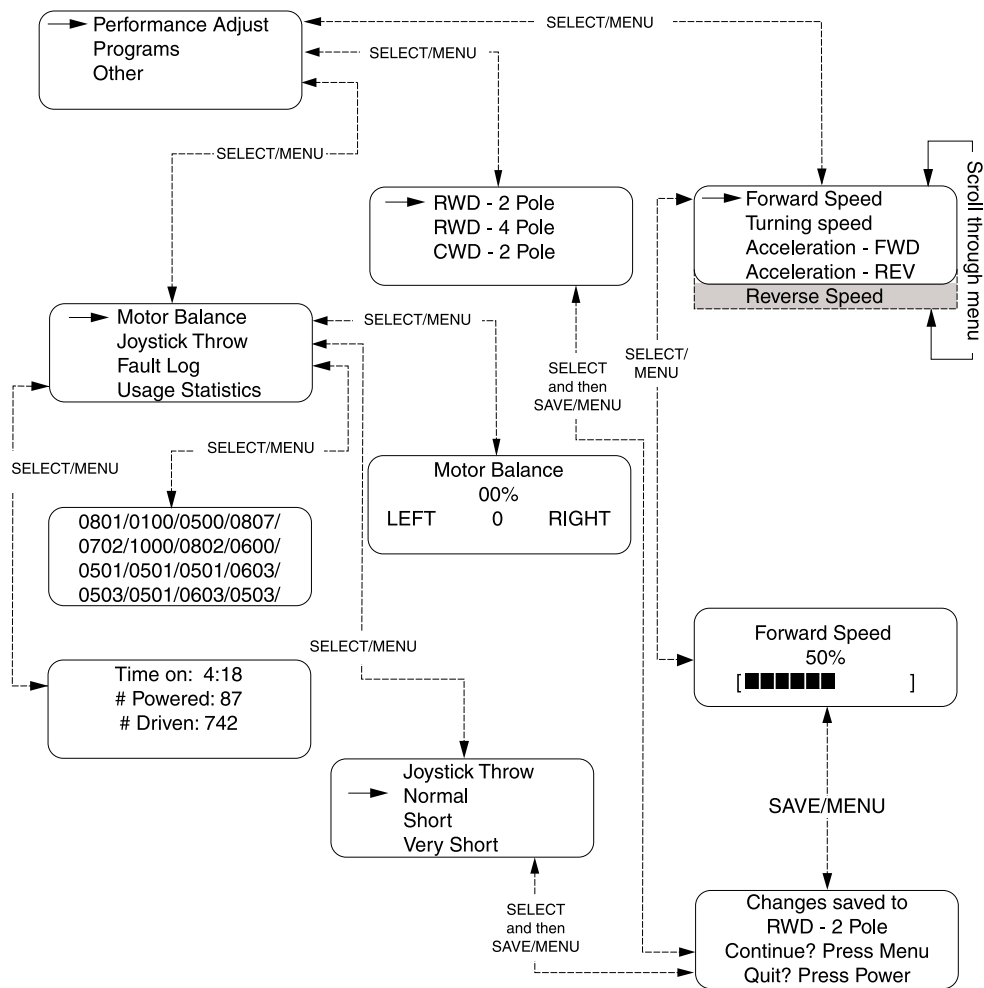 Performance Adjust
Programs
Other
SELECT/MENU
SELECT/MENU
SELECT/MENU
RWD - 2 Pole
RWD - 4 Pole
CWD - 2 Pole
Forward Speed
Turning speed
Acceleration - FWD
Acceleration - REV
Reverse Speed
Scroll through menu
Motor Balance
Joystick Throw
Fault Log
Usage Statistics
SELECT/MENU
SELECT/
MENU
SELECT
and then
SAVE/MENU
SELECT/MENU
SELECT/MENU
Motor Balance
00%
LEFT 0 RIGHT
0801/0100/0500/0807/
0702/1000/0802/0600/
0501/0501/0501/0603/
0503/0501/0603/0503/
SELECT/MENU
Forward Speed
50%
[ ]
Time on: 4:18
# Powered: 87
# Driven: 742
Joystick Throw
Normal
Short
Very Short
SAVE/MENU
SELECT
and then
SAVE/MENU
Changes saved to
RWD - 2 Pole
Continue? Press Menu
Quit? Press Power